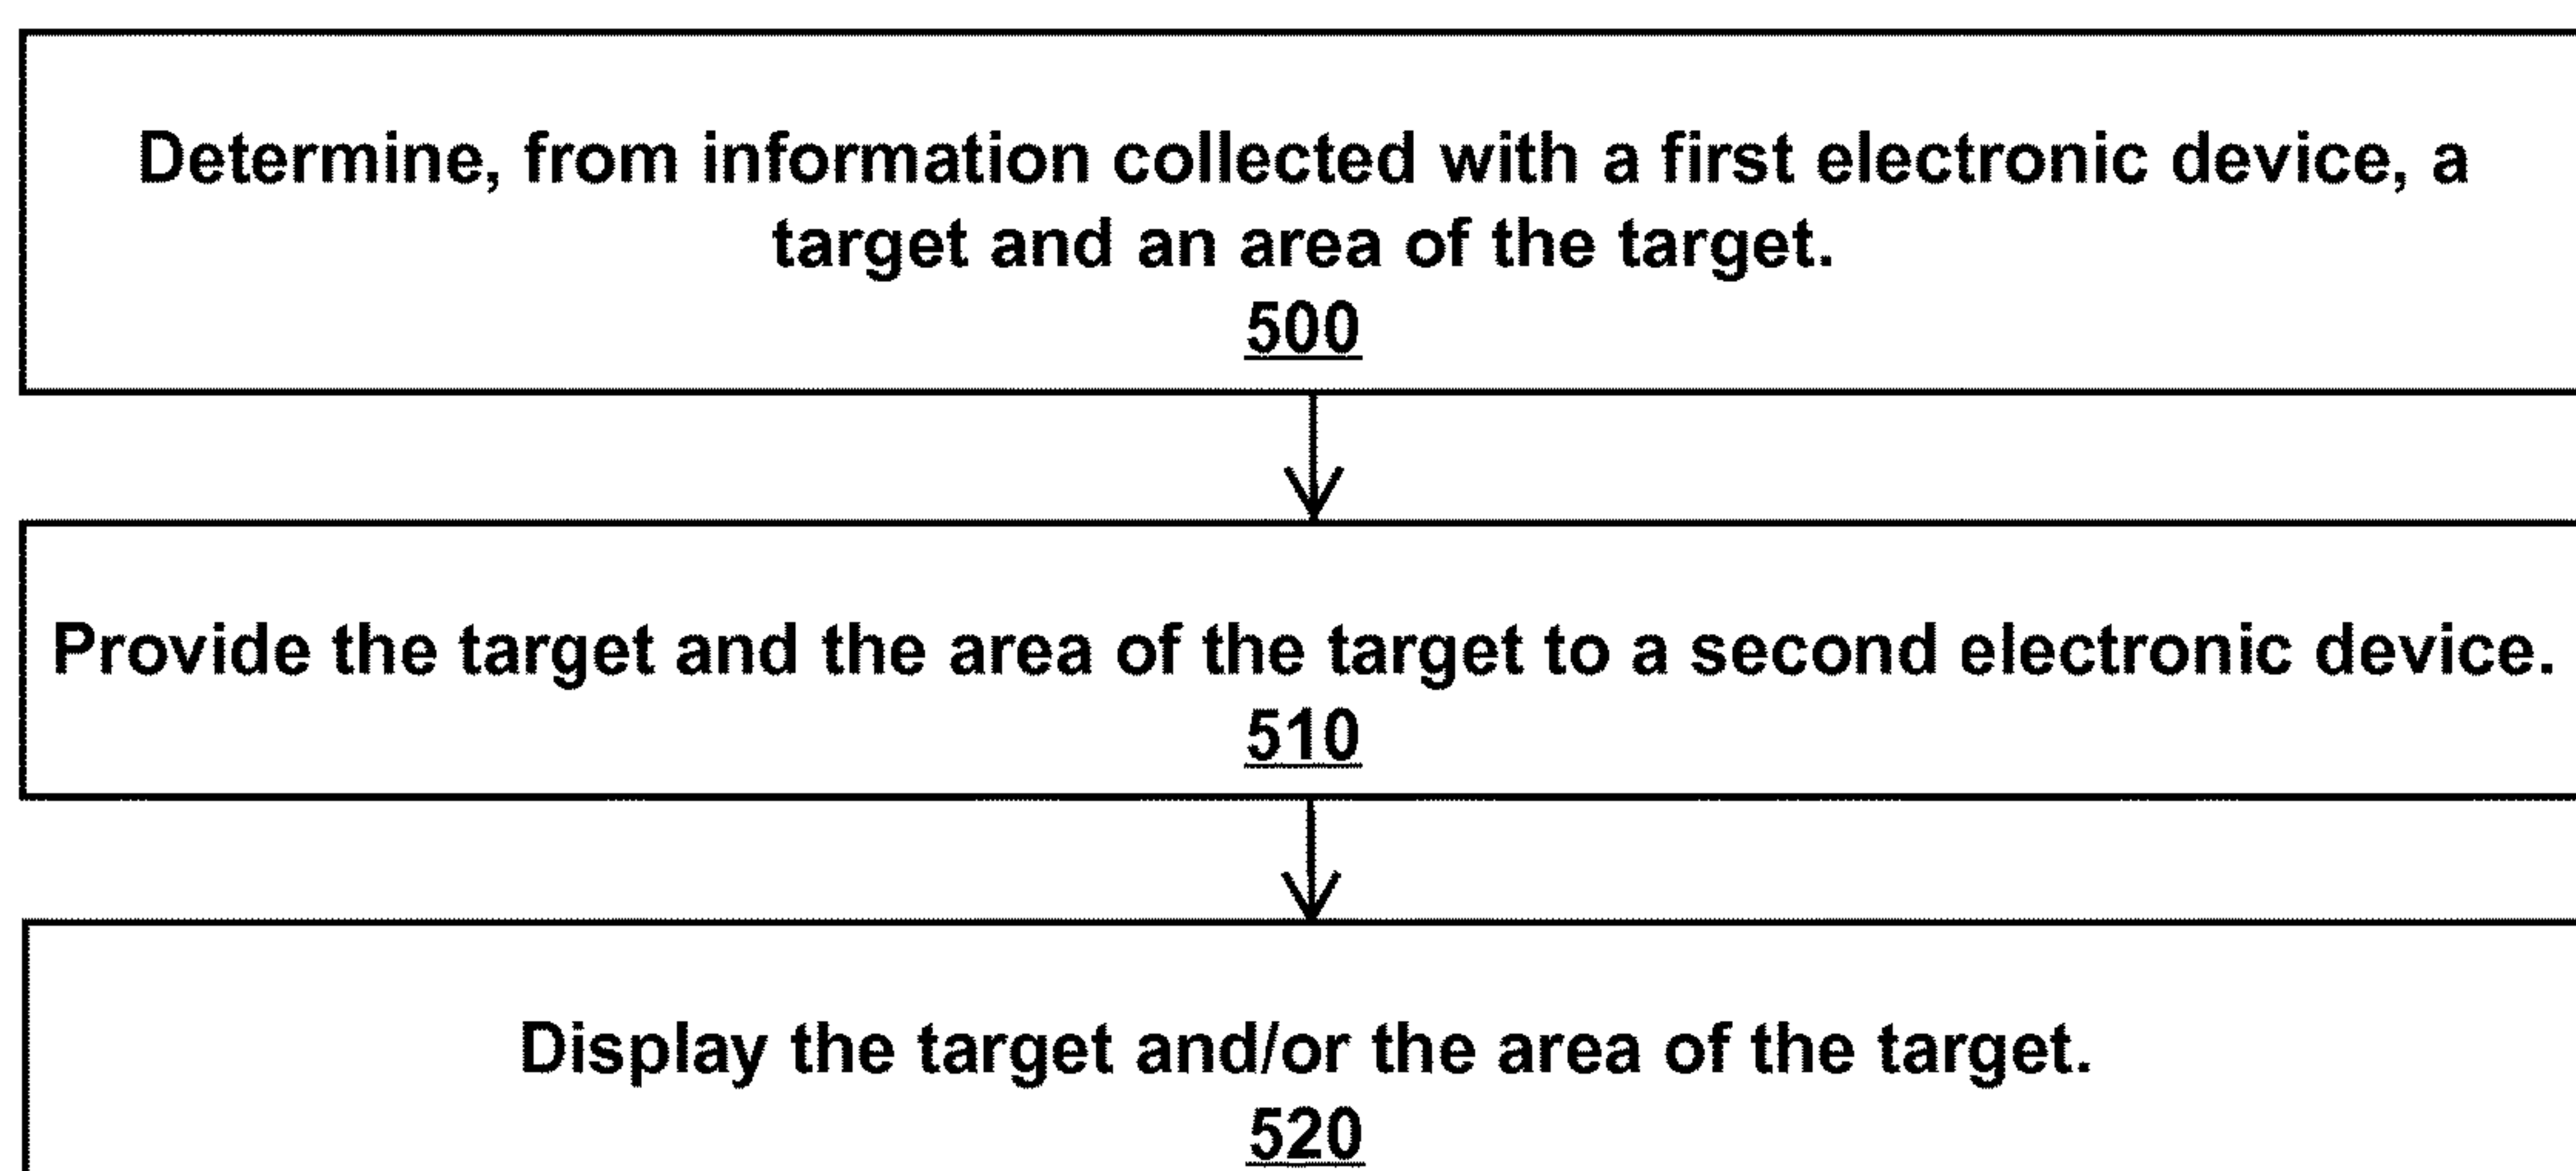 Determine, from information collected with a first electronic device, a
target and an area of the target.
500
Provide the target and the area of the target to a second electronic device.
510
Display the target and/or the area of the target.
520